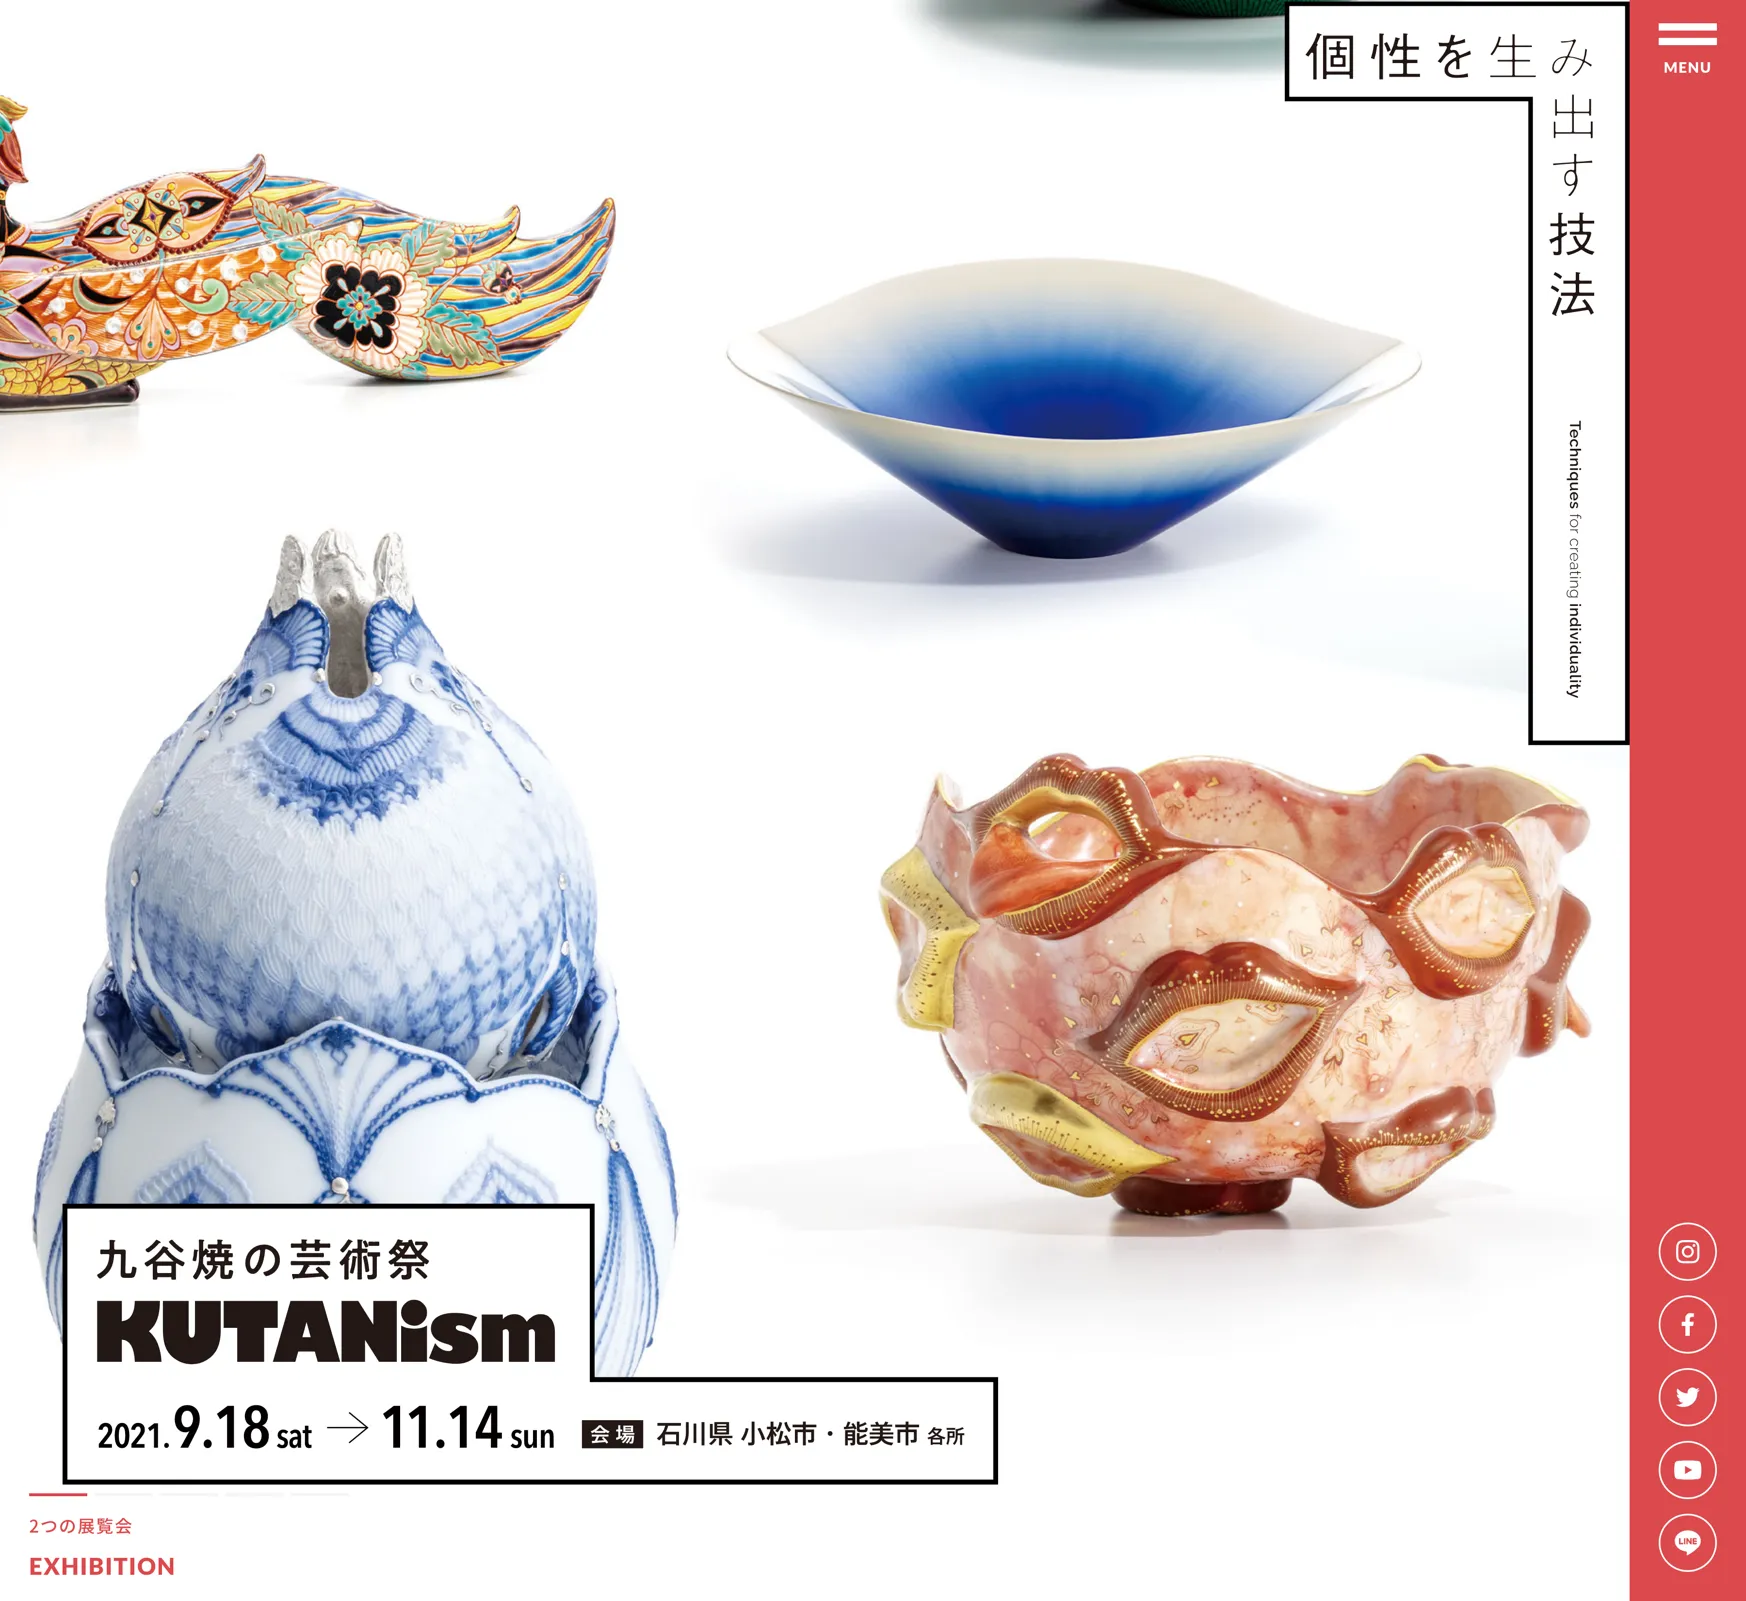 個性を生み出す技法
Techniques for creating individuality
MENU
九谷焼の芸術祭
KUTANism
2021.9.18 sat → 11.14 sun 会場 石川県 小松市・能美市 各所
2つの展覧会
EXHIBITION
LINE